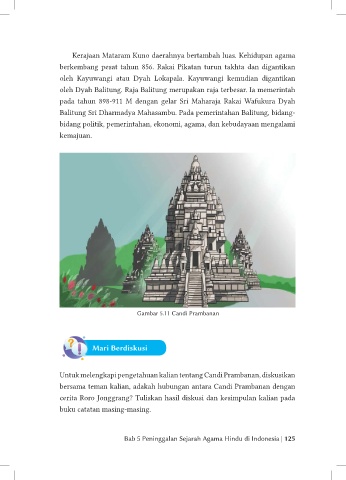 Kerajaan Mataram Kuno daerahnya bertambah luas. Kehidupan agama
berkembang pesat tahun 856. Rakai Pikatan turun takhta dan digantikan
oleh Kayuwangi atau Dyah Lokapala. Kayuwangi kemudian digantikan
oleh Dyah Balitung. Raja Balitung merupakan raja terbesar. Ia memerintah
pada tahun 898-911 M dengan gelar Sri Maharaja Rakai Wafukura Dyah
Balitung Sri Dharmadya Mahasambu. Pada pemerintahan Balitung, bidang-
bidang politik, pemerintahan, ekonomi, agama, dan kebudayaan mengalami
kemajuan.
Gambar 5.11 Candi Prambanan
Mari Berdiskusi
Untuk melengkapi pengetahuan kalian tentang Candi Prambanan, diskusikan
bersama teman kalian, adakah hubungan antara Candi Prambanan dengan
cerita Roro Jonggrang? Tuliskan hasil diskusi dan kesimpulan kalian pada
buku catatan masing-masing.
Bab 5 Peninggalan Sejarah Agama Hindu di Indonesia | 125